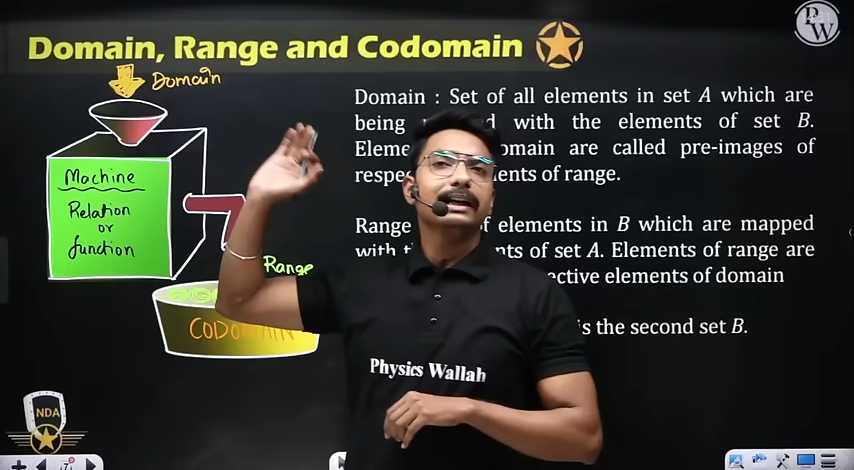 Domain, Range and Codomain
PW
Domain
Machine
Relation
or
function
Range
CODOMAIN
Domain : Set of all elements in set A which are
being with the elements of set B.
Eleme omain are called pre-images of
respec ents of range.
Range f elements in B which are mapped
with t nts of set A. Elements of range are
ective elements of domain
is the second set B.
Physics Wallah
NDA
7